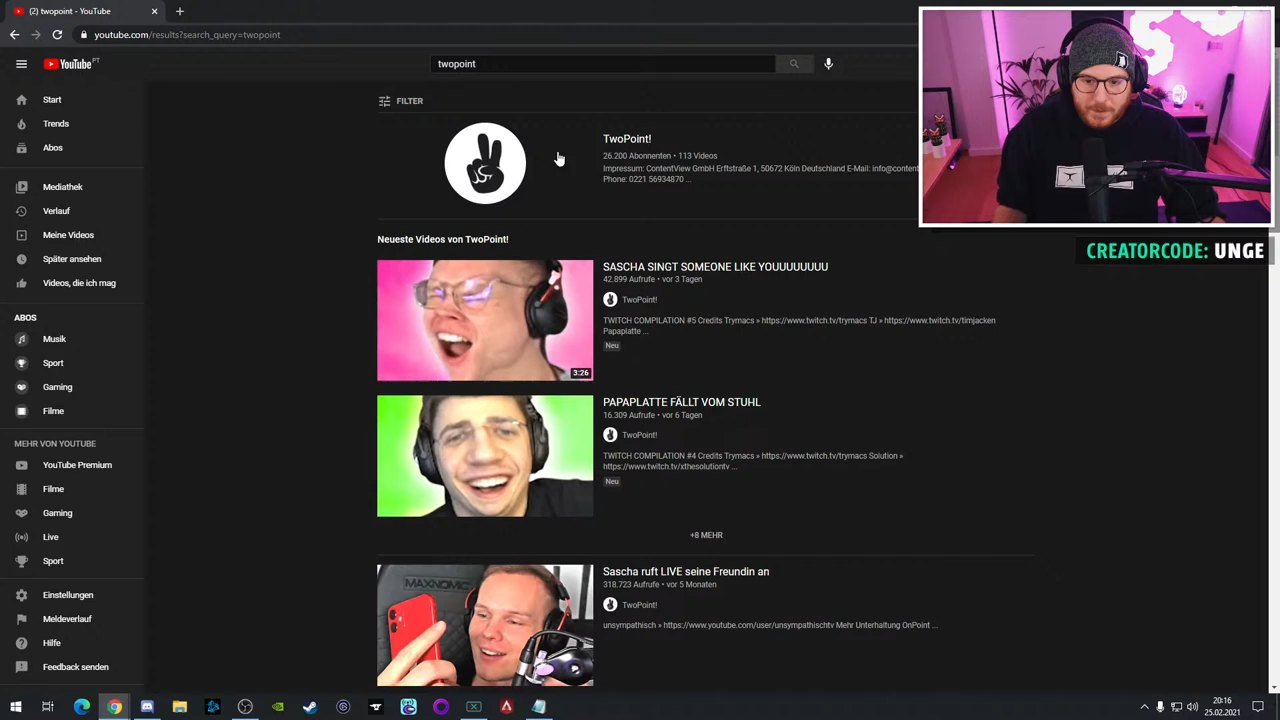 (2) twopoint - YouTube
youtube.com/results?search_query=twopoint
YouTube PT
twopoint
Start
Trends
Abos
Mediathek
Verlauf
Meine Videos
Später ansehen
Videos, die ich mag
ABOS
Musik
Sport
Gaming
Filme
MEHR VON YOUTUBE
YouTube Premium
Filme
Gaming
Live
Sport
Einstellungen
Meldeverlauf
Hilfe
Feedback senden
FILTER
TwoPoint!
26.200 Abonnenten • 113 Videos
Impressum: ContentView GmbH Erftstraße 1, 50672 Köln Deutschland E-Mail: info@content
Phone: 0221 56934870 ...
Neueste Videos von TwoPoint!
SASCHA SINGT SOMEONE LIKE YOUUUUUUUU
42.899 Aufrufe • vor 3 Tagen
TwoPoint!
TWITCH COMPILATION #5 Credits Trymacs » https://www.twitch.tv/trymacs TJ » https://www.twitch.tv/timjacken
Papaplatte ...
Neu
3:26
PAPAPLATTE FÄLLT VOM STUHL
16.309 Aufrufe • vor 6 Tagen
TwoPoint!
TWITCH COMPILATION #4 Credits Trymacs » https://www.twitch.tv/trymacs Solution »
https://www.twitch.tv/xthesolutiontv ...
Neu
+8 MEHR
Sascha ruft LIVE seine Freundin an
318.723 Aufrufe • vor 5 Monaten
TwoPoint!
unsympathisch » https://www.youtube.com/user/unsympathischtv Mehr Unterhaltung OnPoint ...
MAXNOMIC
CREATORCODE: UNGE
20:16
25.02.2021